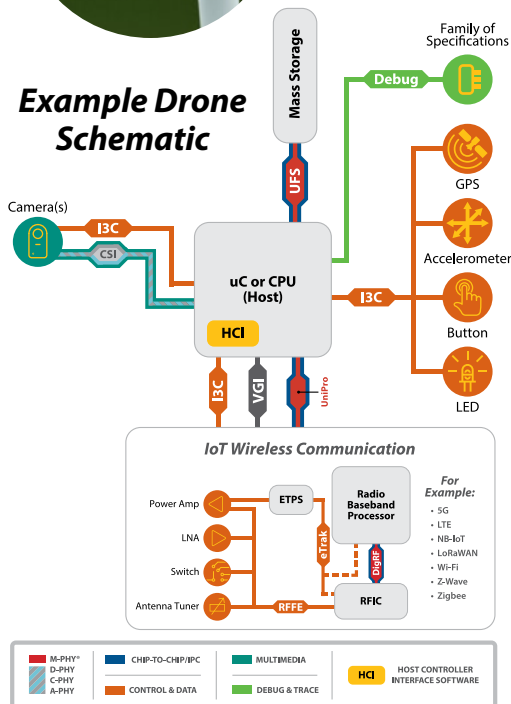 Example Drone
Schematic
Mass Storage
UFS
Family of
Specifications
Debug
GPS
Accelerometer
Button
LED
Camera(s)
I3C
CSI
uC or CPU
(Host)
HCI
I3C
I3C
VGI
UniPro
IoT Wireless Communication
Power Amp
LNA
Switch
Antenna Tuner
ETPS
eTrak
RFFE
Radio
Baseband
Processor
DigRF
RFIC
For
Example:
• 5G
• LTE
• NB-IoT
• LoRaWAN
• Wi-Fi
• Z-Wave
• Zigbee
M-PHY®
D-PHY
C-PHY
A-PHY
CHIP-TO-CHIP/IPC
CONTROL & DATA
MULTIMEDIA
DEBUG & TRACE
HCI
HOST CONTROLLER
INTERFACE SOFTWARE